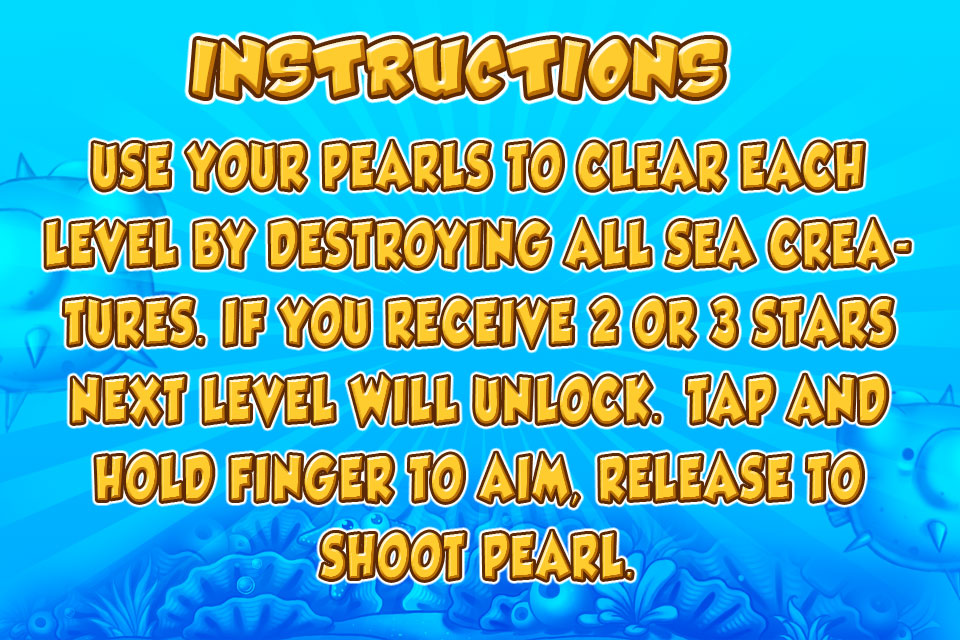 INSTRUCTIONS
USE YOUR PEARLS TO CLEAR EACH
LEVEL BY DESTROYING ALL SEA CREA-
TURES. IF YOU RECEIVE 2 OR 3 STARS
NEXT LEVEL WILL UNLOCK. TAP AND
HOLD FINGER TO AIM, RELEASE TO
SHOOT PEARL.